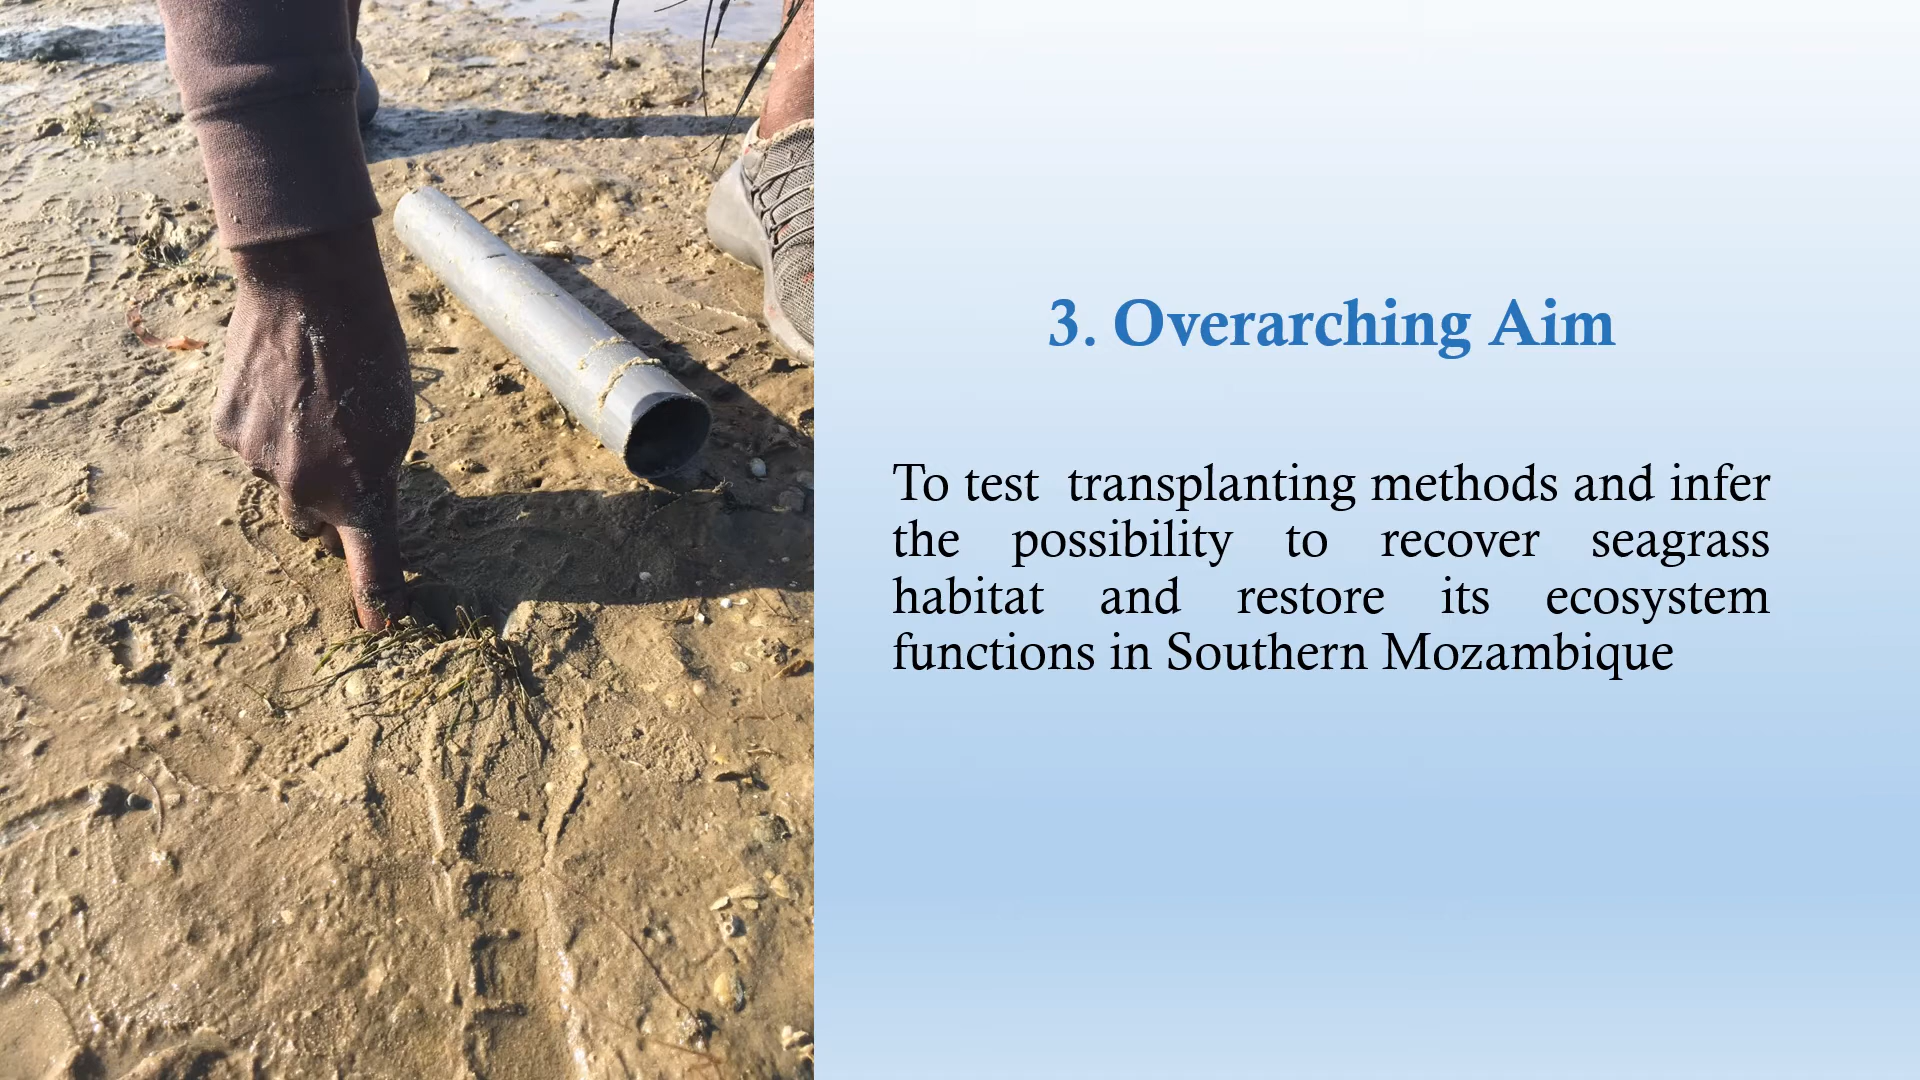 3. Overarching Aim
To test  transplanting methods and infer
the possibility to recover seagrass
habitat and restore its ecosystem
functions in Southern Mozambique